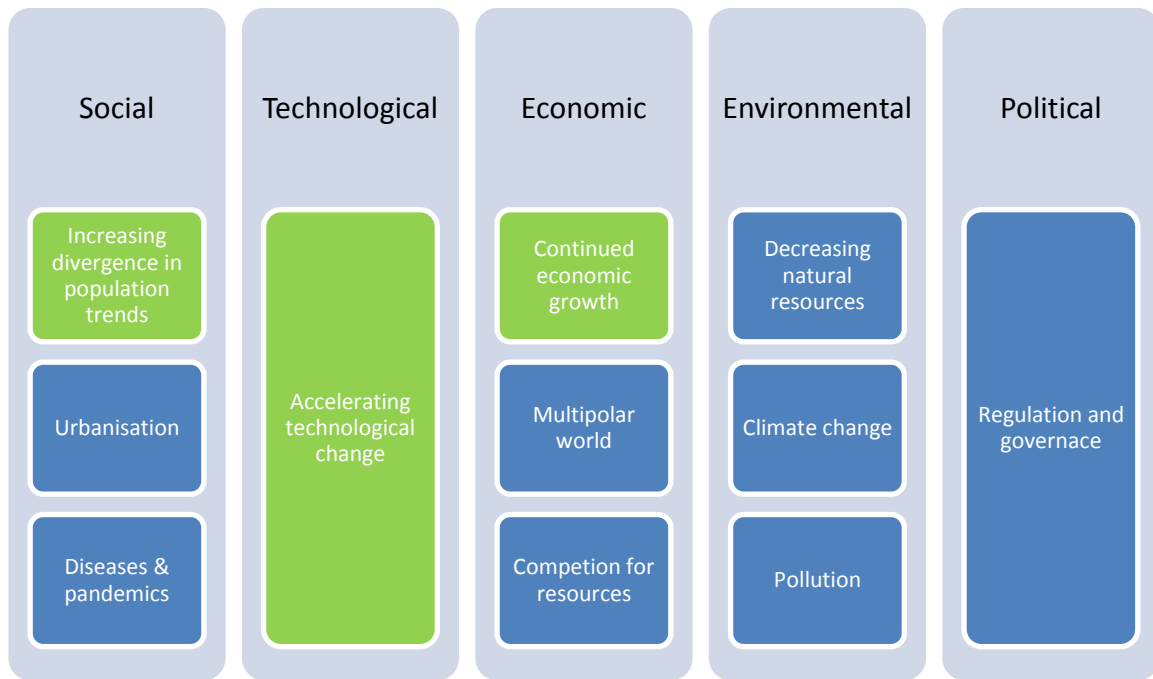 Social
Increasing
divergence in
population
trends
Urbanisation
Diseases &
pandemics
Technological
Accelerating
technological
change
Economic
Continued
economic
growth
Multipolar
world
Competion for
resources
Environmental
Decreasing
natural
resources
Climate change
Pollution
Political
Regulation and
governace